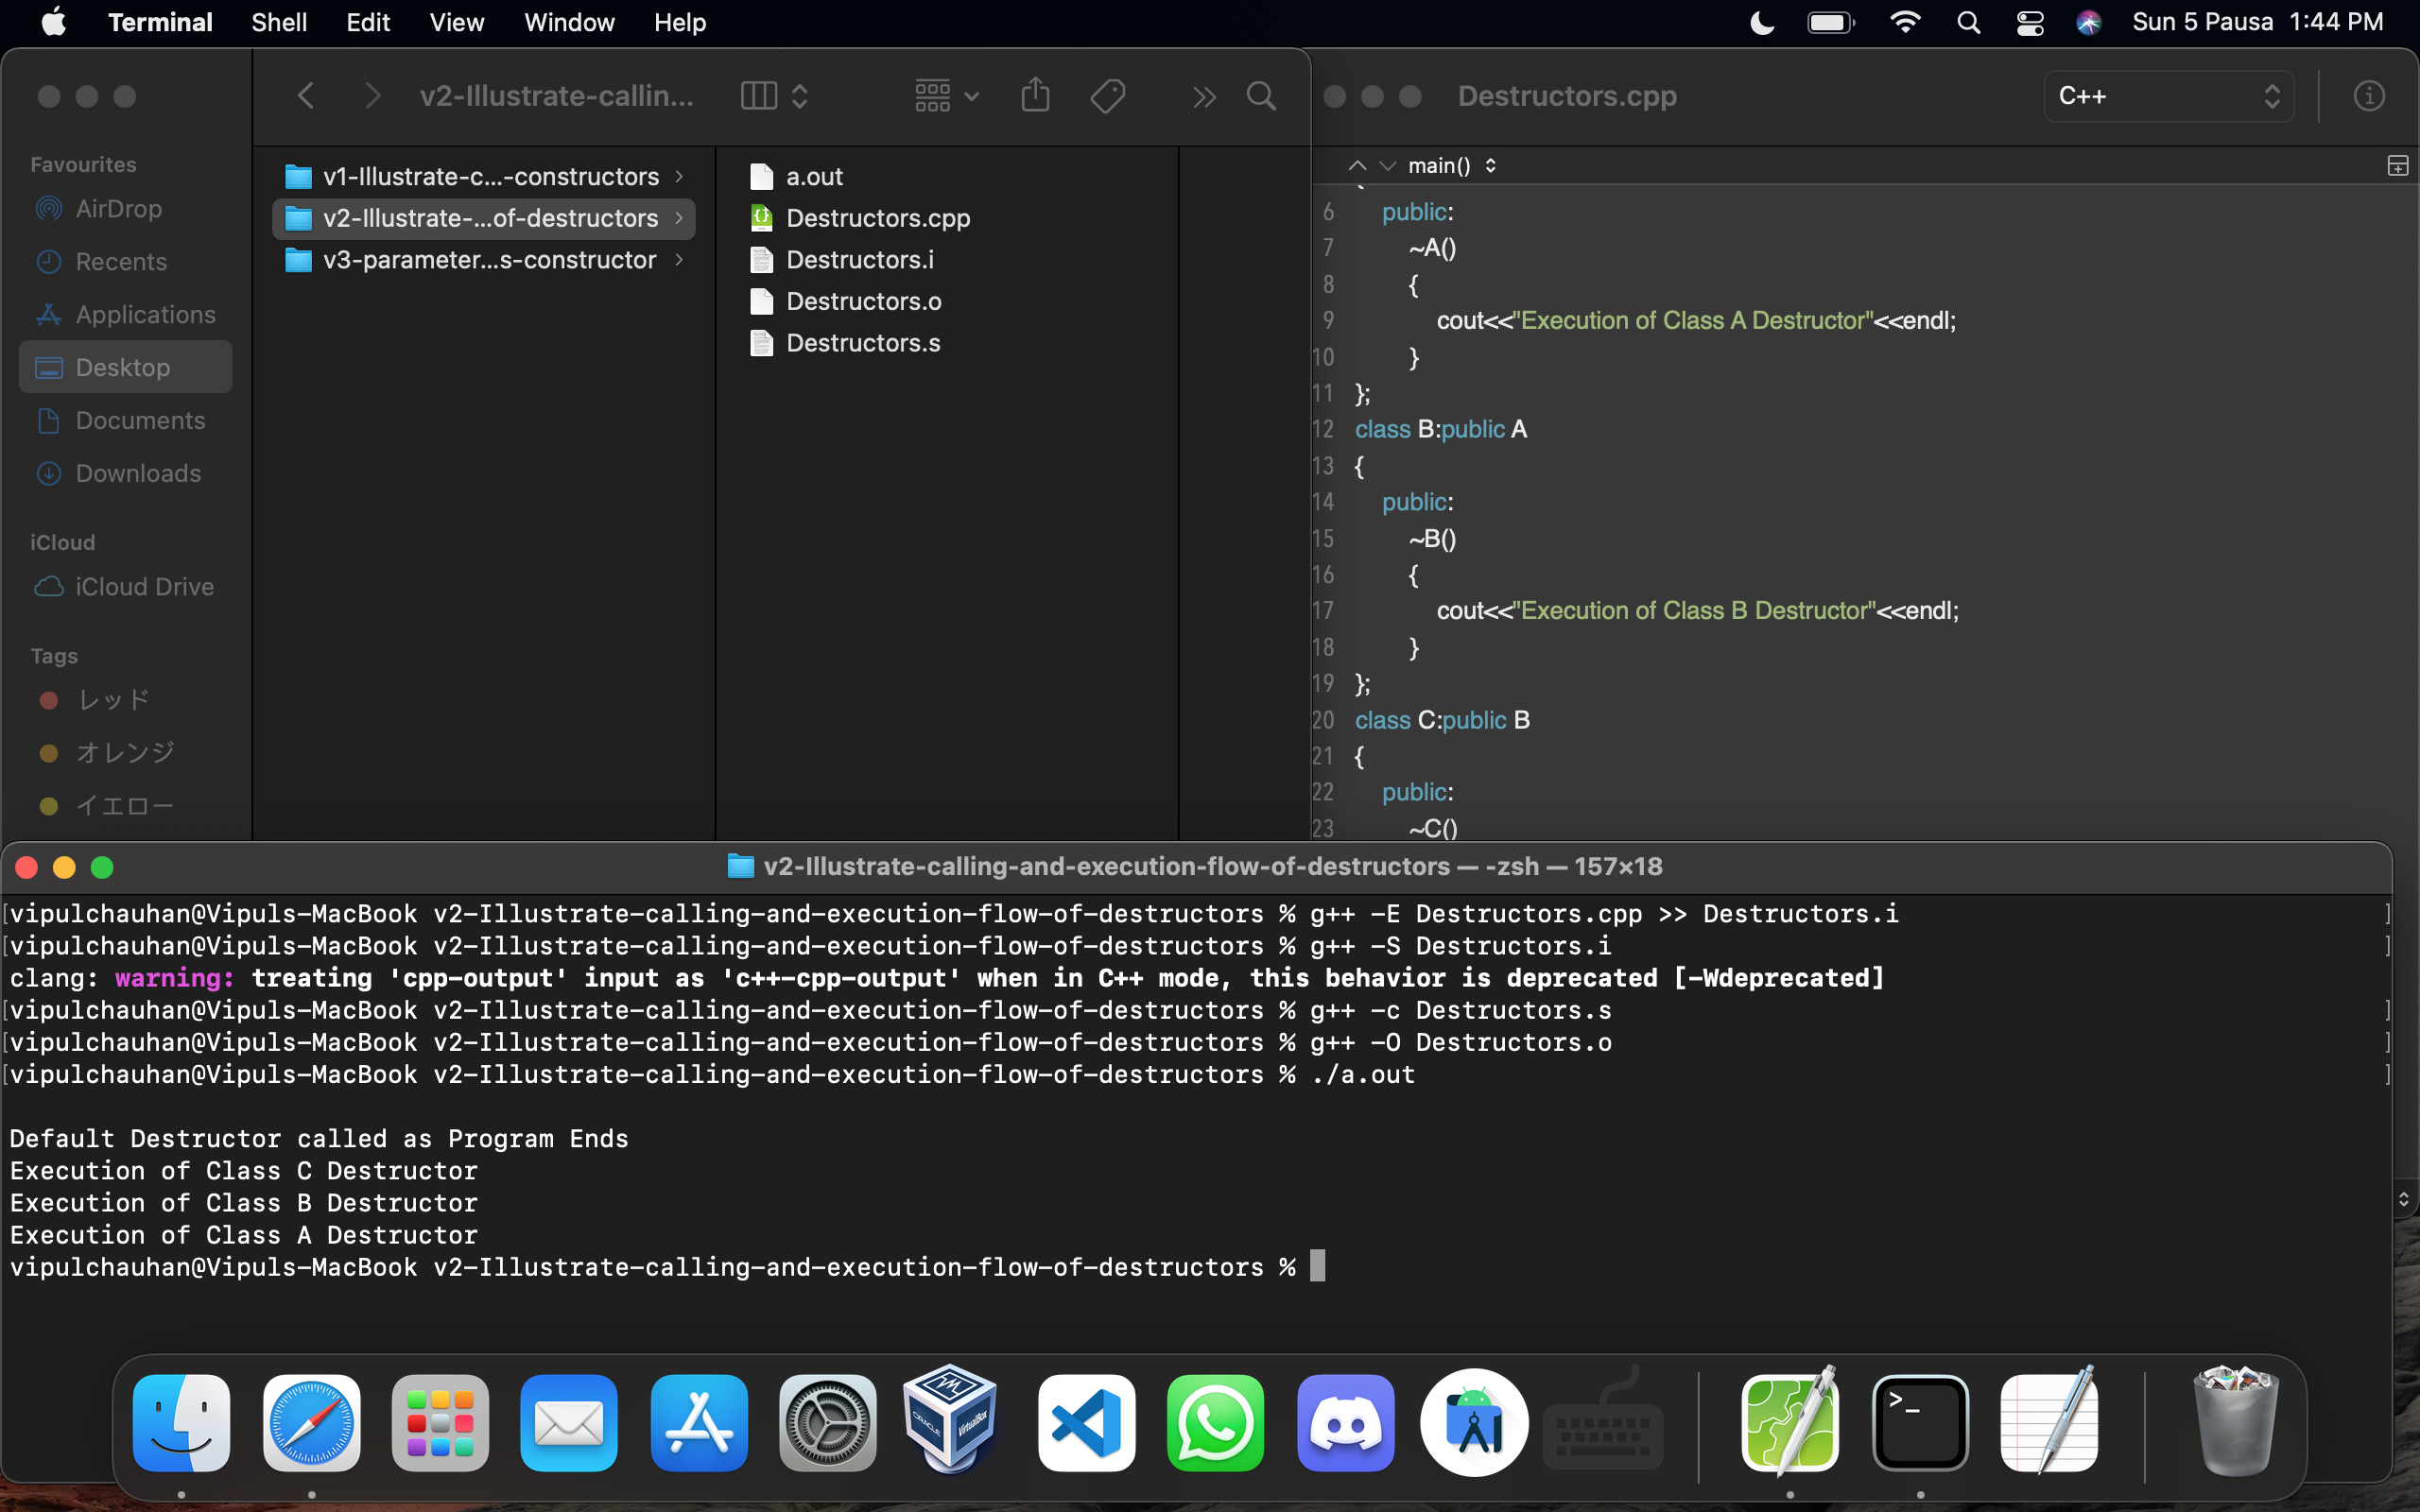 Terminal Shell Edit View Window Help Sun 5 Pausa 1:44 PM
v2-Illustrate-callin...
Favourites
AirDrop
Recents
Applications
Desktop
Documents
Downloads
iCloud
iCloud Drive
Tags
レッド
オレンジ
イエロー
v1-Illustrate-c...-constructors
v2-Illustrate-...of-destructors
v3-parameter...s-constructor
a.out
Destructors.cpp
Destructors.i
Destructors.o
Destructors.s
Destructors.cpp C++
main()
{
6 public:
7 ~A()
8 {
9 cout<<"Execution of Class A Destructor"<<endl;
10 }
11 };
12 class B:public A
13 {
14 public:
15 ~B()
16 {
17 cout<<"Execution of Class B Destructor"<<endl;
18 }
19 };
20 class C:public B
21 {
22 public:
23 ~C()
v2-Illustrate-calling-and-execution-flow-of-destructors — -zsh — 157×18
[vipulchauhan@Vipuls-MacBook v2-Illustrate-calling-and-execution-flow-of-destructors % g++ -E Destructors.cpp >> Destructors.i ]
[vipulchauhan@Vipuls-MacBook v2-Illustrate-calling-and-execution-flow-of-destructors % g++ -S Destructors.i ]
clang: warning: treating 'cpp-output' input as 'c++-cpp-output' when in C++ mode, this behavior is deprecated [-Wdeprecated]
[vipulchauhan@Vipuls-MacBook v2-Illustrate-calling-and-execution-flow-of-destructors % g++ -c Destructors.s ]
[vipulchauhan@Vipuls-MacBook v2-Illustrate-calling-and-execution-flow-of-destructors % g++ -O Destructors.o ]
[vipulchauhan@Vipuls-MacBook v2-Illustrate-calling-and-execution-flow-of-destructors % ./a.out ]
Default Destructor called as Program Ends
Execution of Class C Destructor
Execution of Class B Destructor
Execution of Class A Destructor
vipulchauhan@Vipuls-MacBook v2-Illustrate-calling-and-execution-flow-of-destructors %
ORACLE
VirtualBox
>_